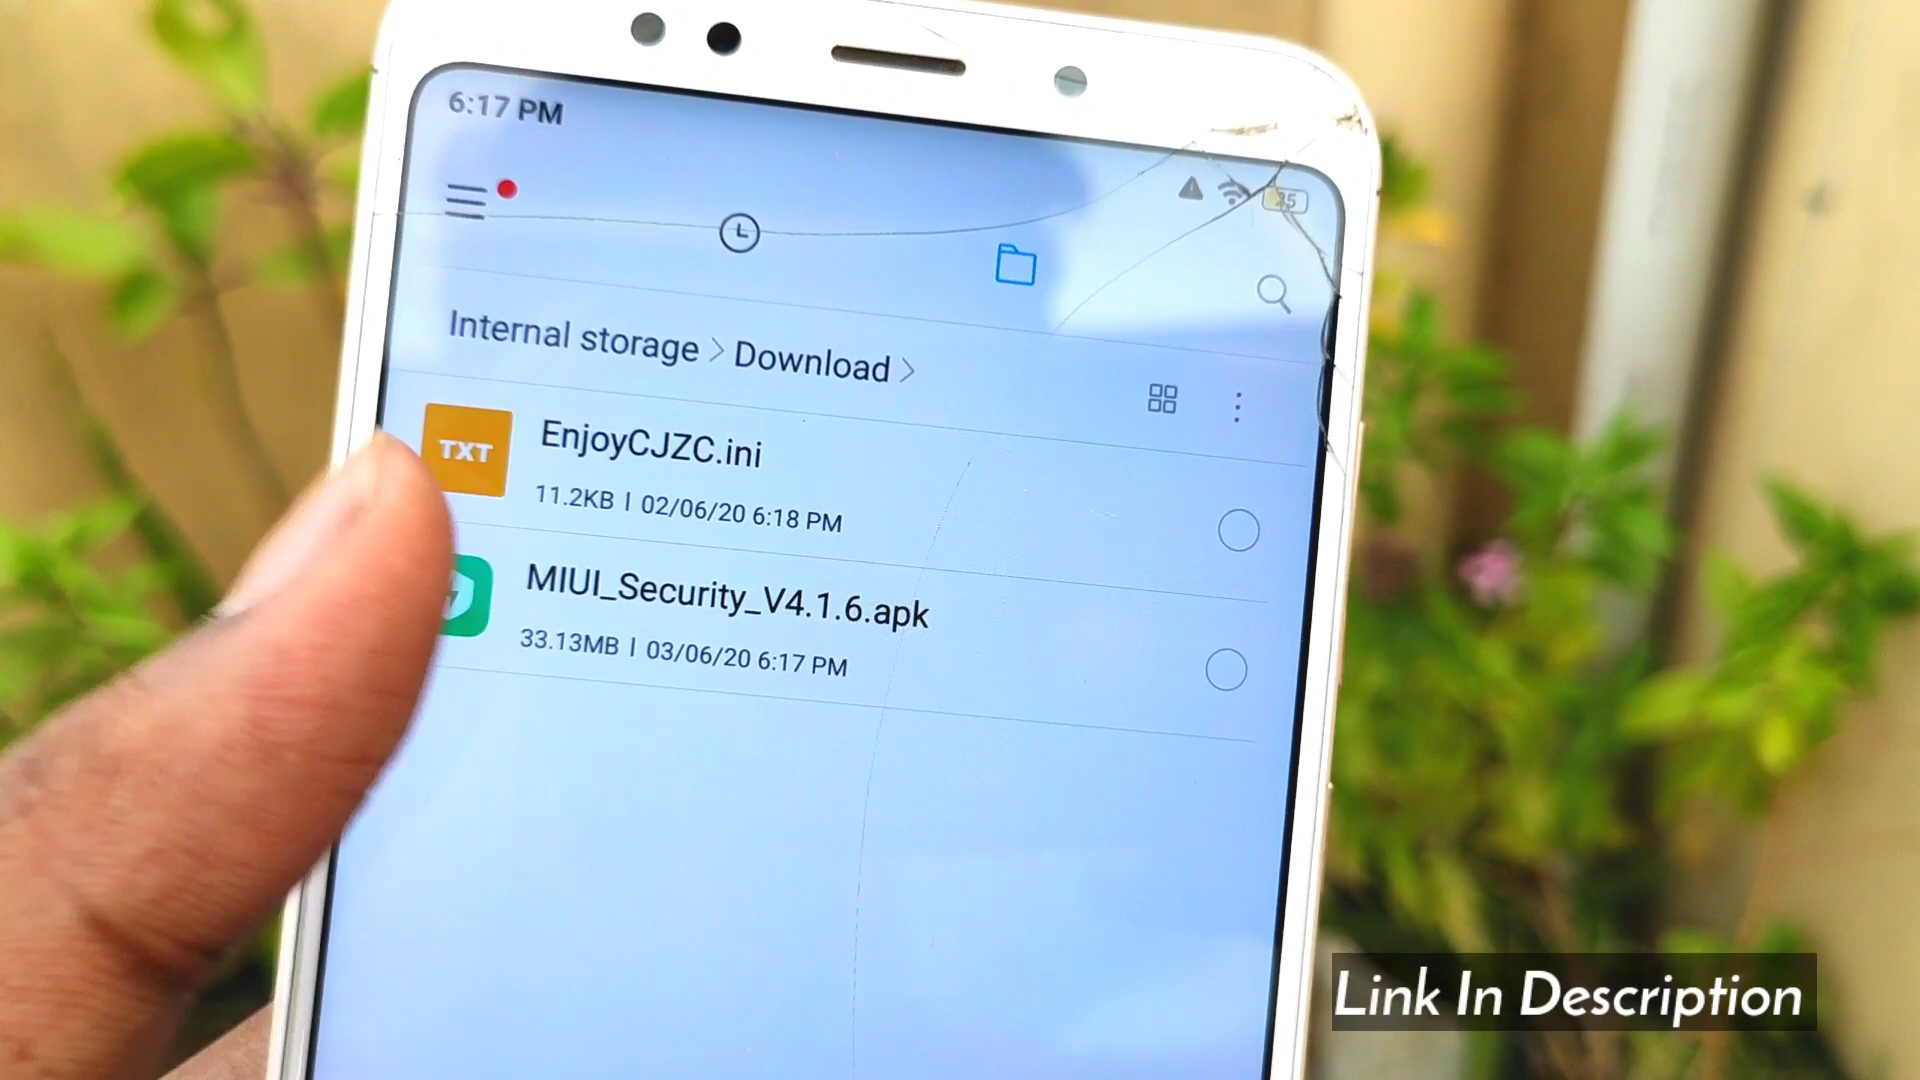 6:17 PM
35
Internal storage > Download >
TXT
EnjoyCJZC.ini
11.2KB | 02/06/20 6:18 PM
MIUI_Security_V4.1.6.apk
33.13MB | 03/06/20 6:17 PM
Link In Description